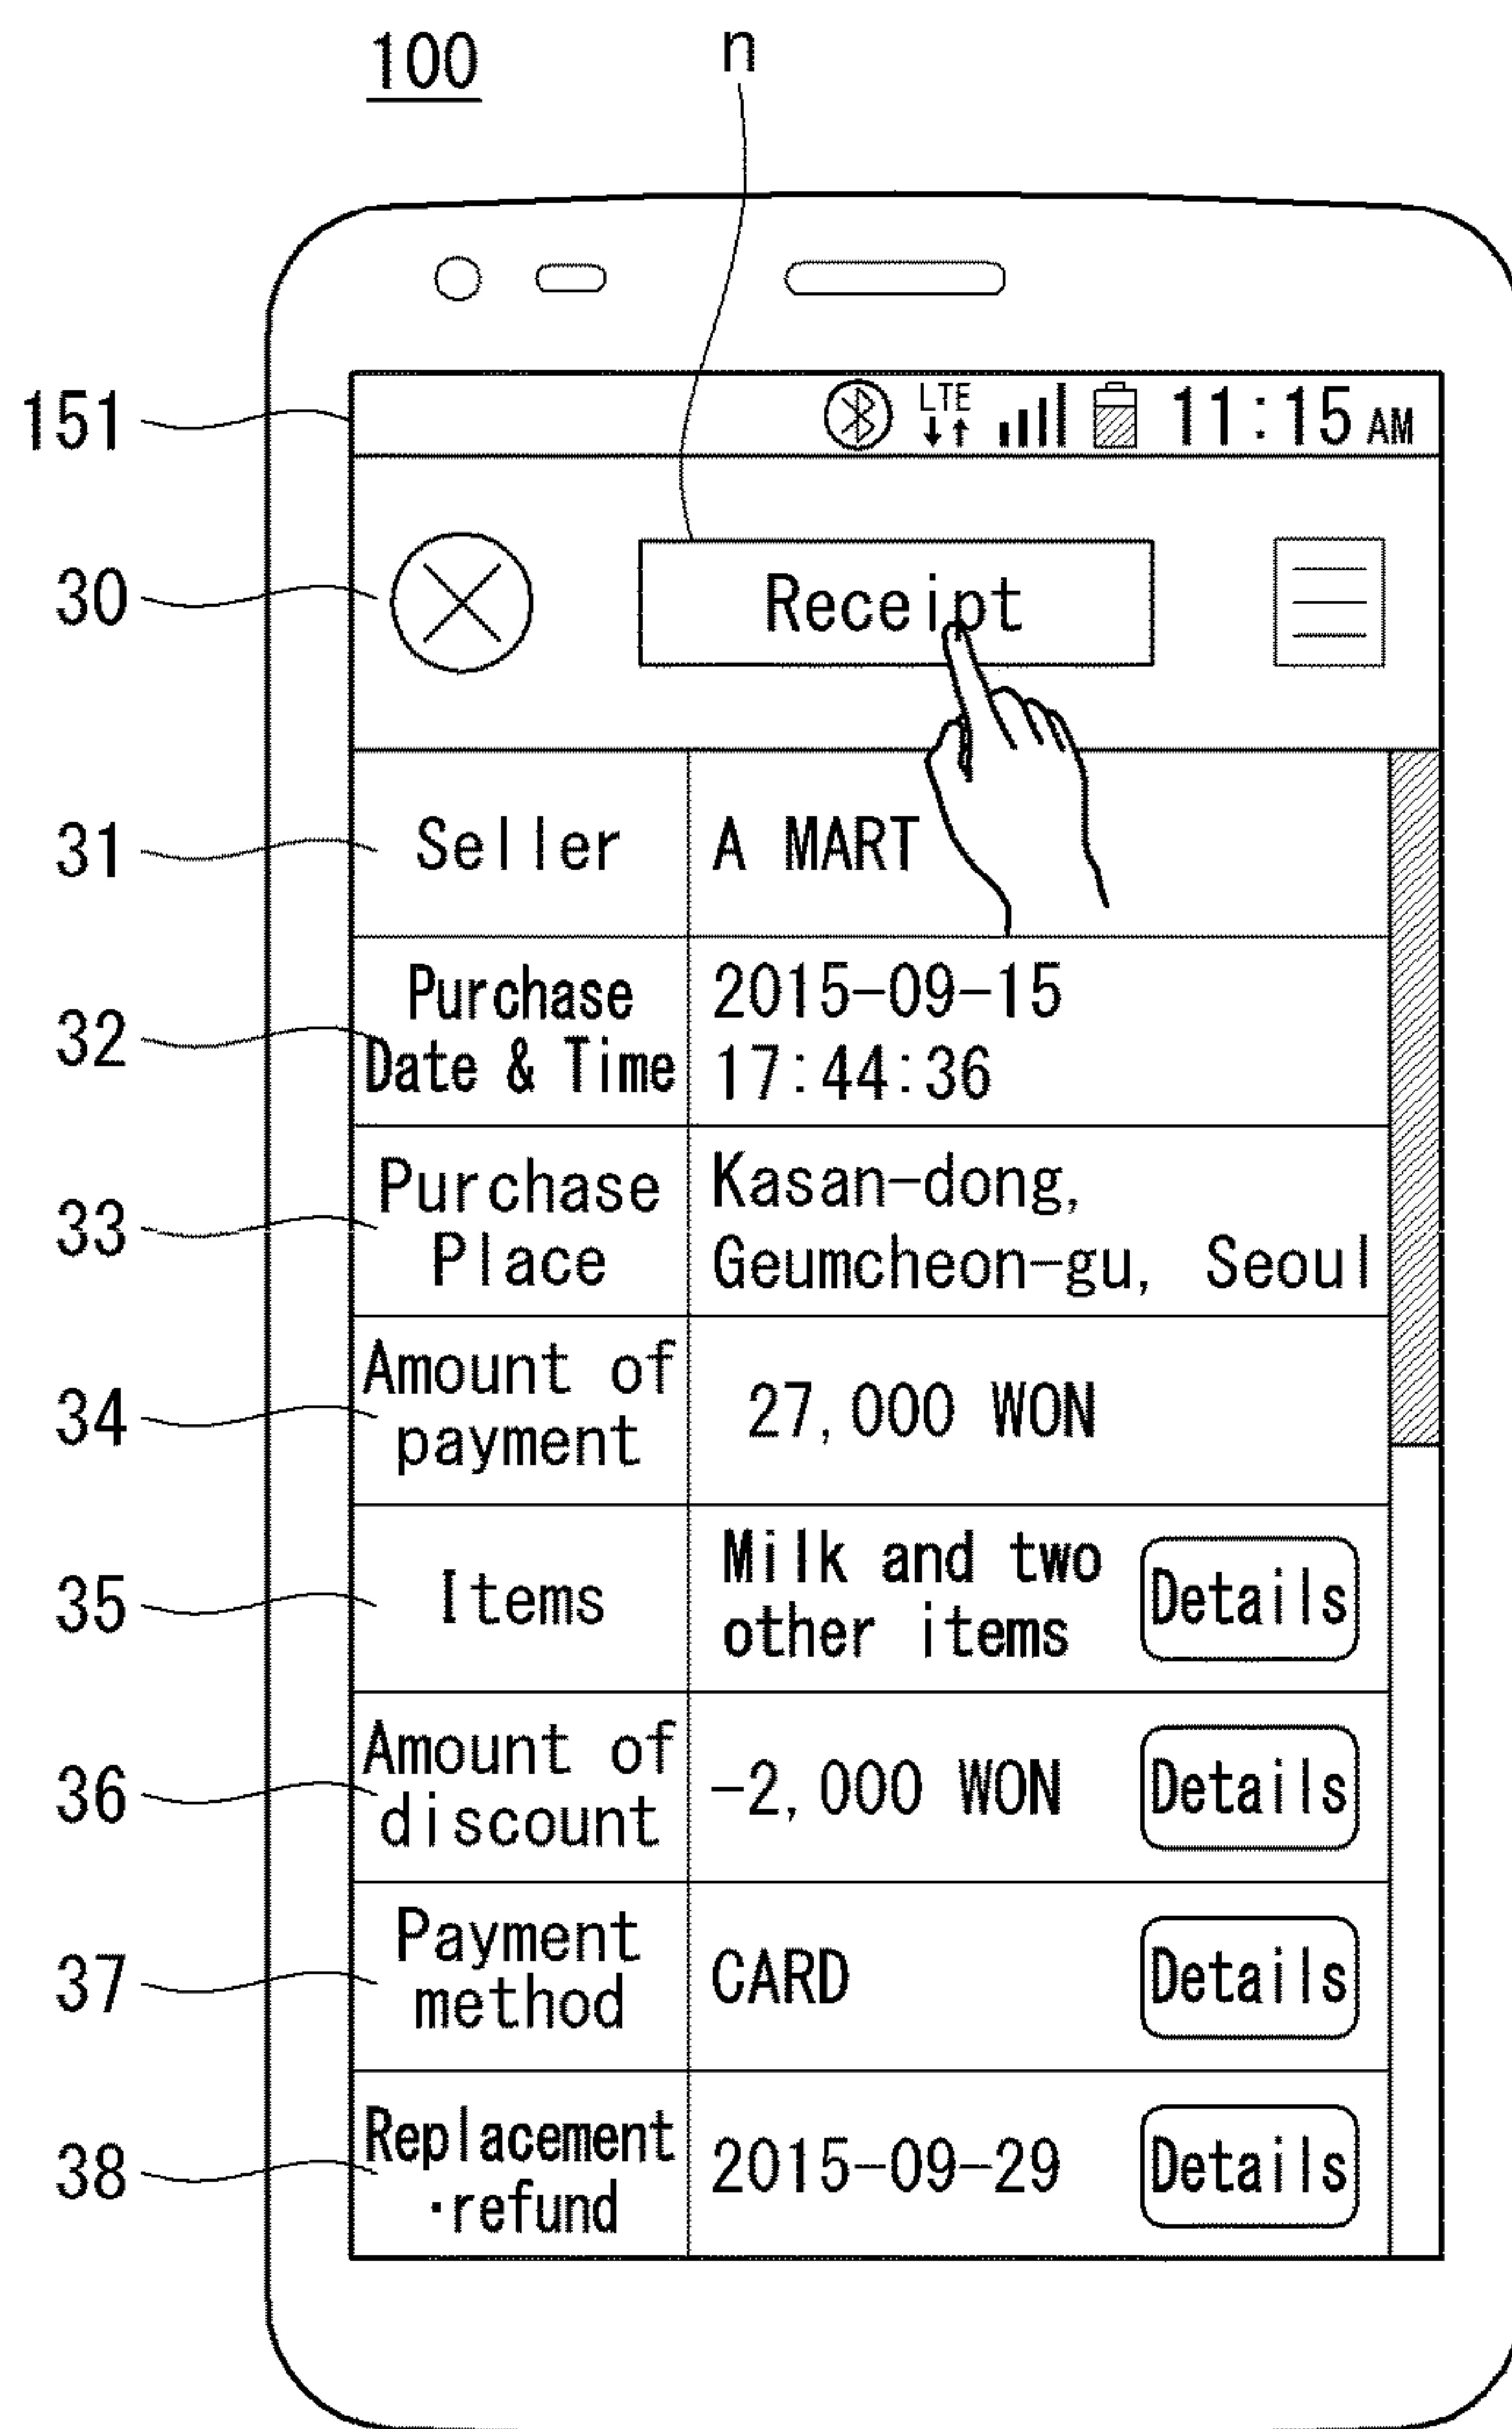 100
n
151
LTE
11:15 AM
30
Receipt
31
Seller
A MART
32
Purchase
Date & Time
2015-09-15
17:44:36
33
Purchase
Place
Kasan-dong,
Geumcheon-gu, Seoul
34
Amount of
payment
27,000 WON
35
Items
Milk and two
other items
Details
36
Amount of
discount
-2,000 WON
Details
37
Payment
method
CARD
Details
38
Replacement
·refund
2015-09-29
Details